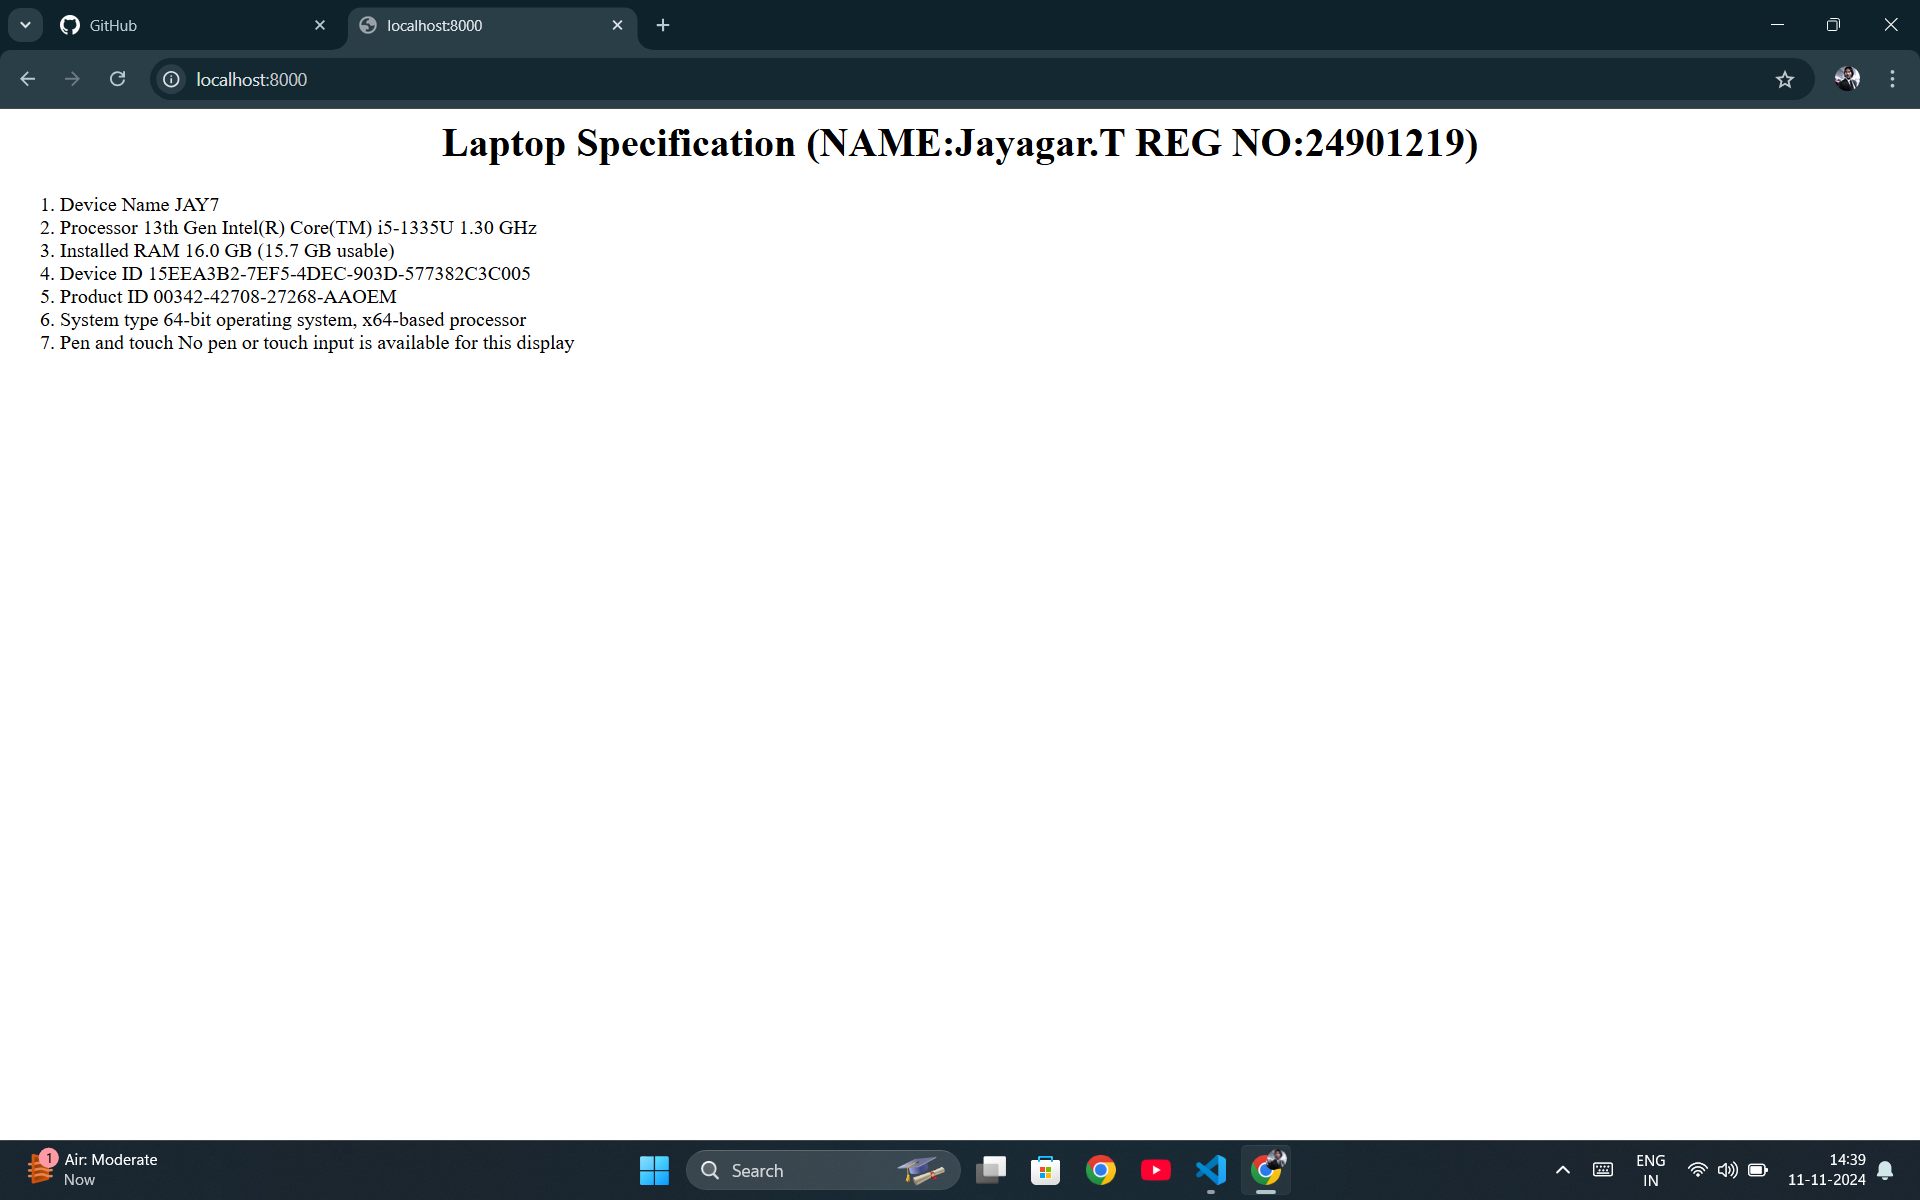 GitHub
localhost:8000
localhost:8000
Laptop Specification (NAME:Jayagar.T REG NO:24901219)
1. Device Name JAY7
2. Processor 13th Gen Intel(R) Core(TM) i5-1335U 1.30 GHz
3. Installed RAM 16.0 GB (15.7 GB usable)
4. Device ID 15EEA3B2-7EF5-4DEC-903D-577382C3C005
5. Product ID 00342-42708-27268-AAOEM
6. System type 64-bit operating system, x64-based processor
7. Pen and touch No pen or touch input is available for this display
1
Air: Moderate
Now
Search
ENG
IN
14:39
11-11-2024